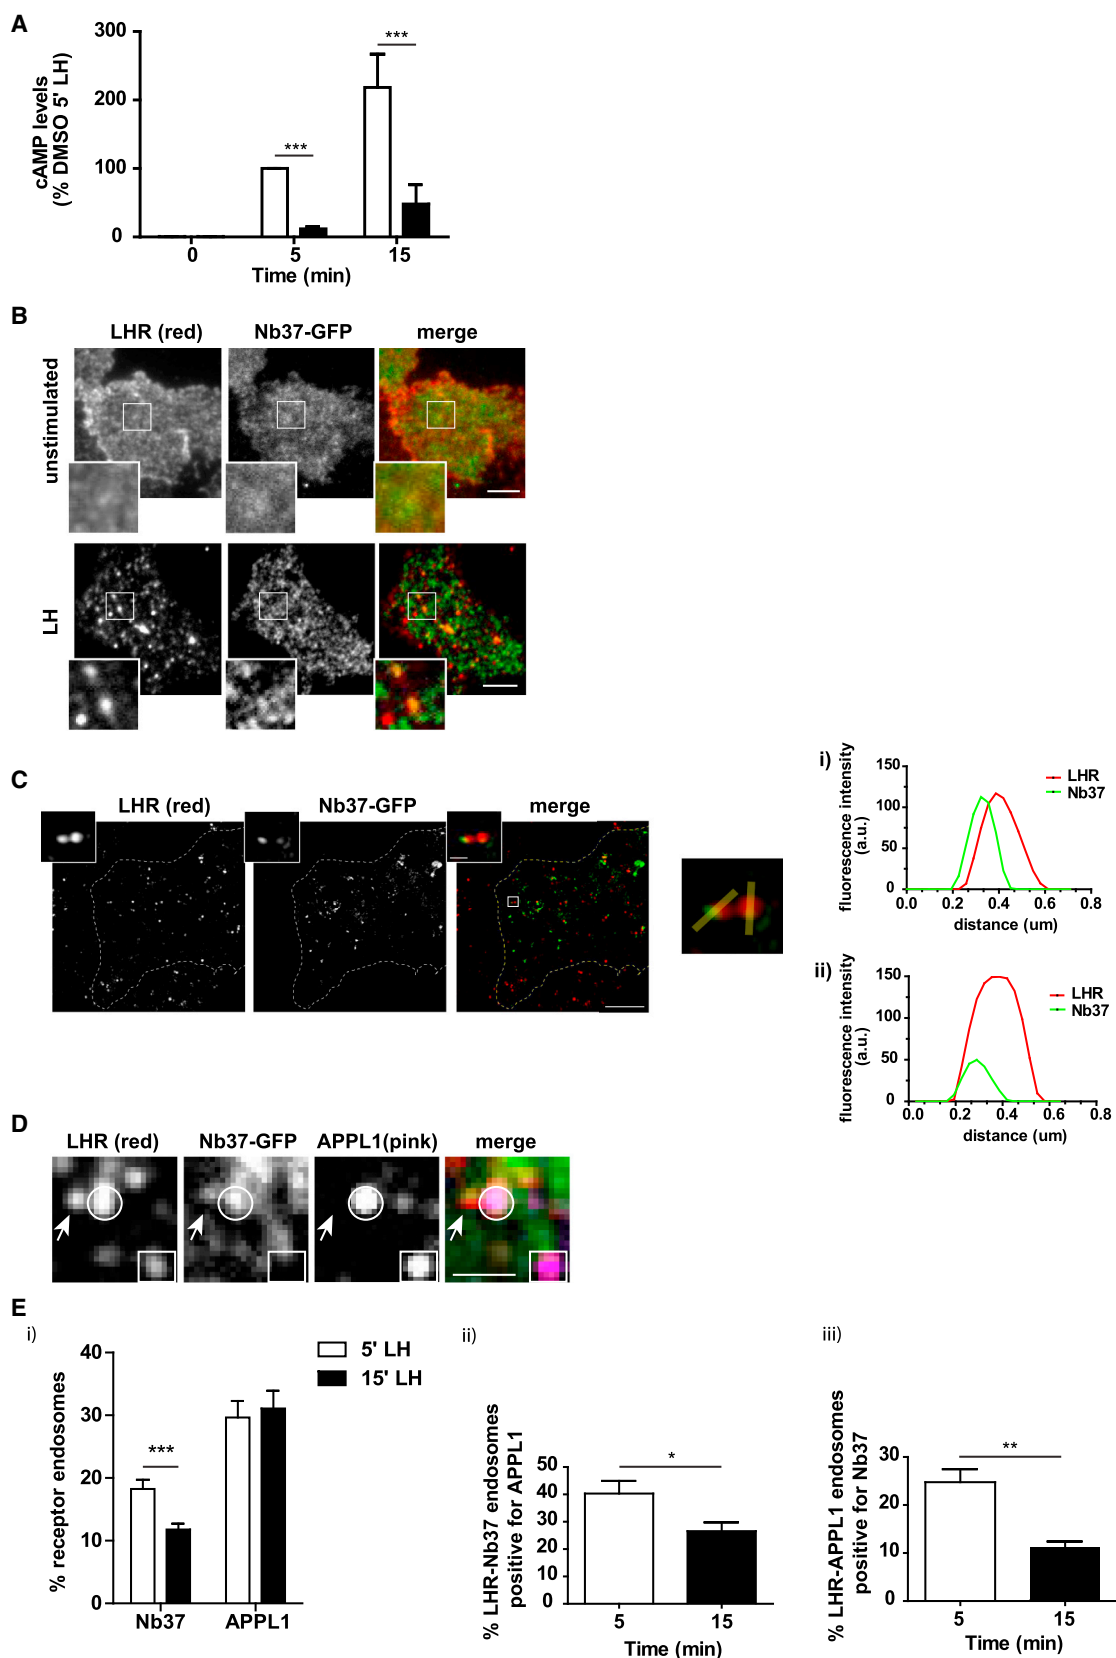 A
cAMP levels
(% DMSO 5' LH)
300
200
100
0
***
***
0 5 15
Time (min)
B
LHR (red) Nb37-GFP merge
unstimulated
LH
C
LHR (red) Nb37-GFP merge
i)
fluorescence intensity
(a.u.)
150
100
50
0
LHR
Nb37
0.0 0.2 0.4 0.6 0.8
distance (um)
ii)
fluorescence intensity
(a.u.)
150
100
50
0
LHR
Nb37
0.0 0.2 0.4 0.6 0.8
distance (um)
D
LHR (red) Nb37-GFP APPL1(pink) merge
E
i)
% receptor endosomes
40
30
20
10
0
***
Nb37 APPL1
5' LH
15' LH
ii)
% LHR-Nb37 endosomes
positive for APPL1
50
40
30
20
10
0
*
5 15
Time (min)
iii)
% LHR-APPL1 endosomes
positive for Nb37
30
20
10
0
**
5 15
Time (min)